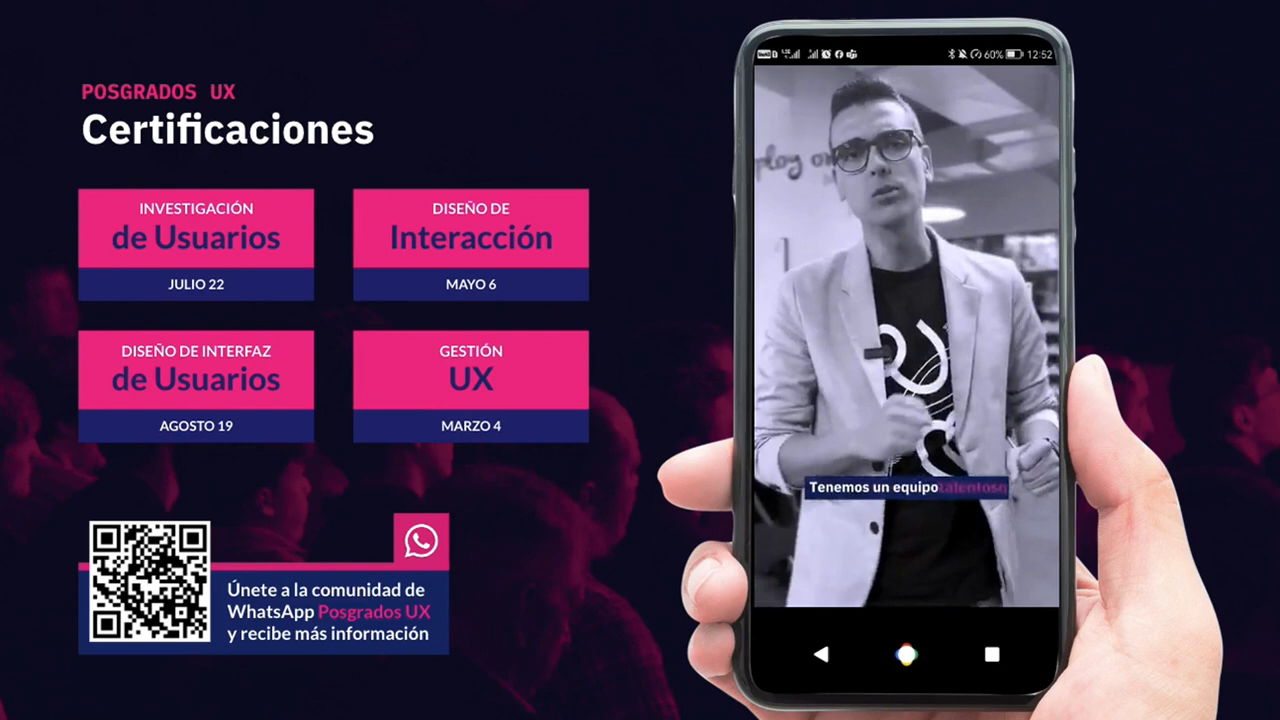 POSGRADOS UX
Certificaciones
INVESTIGACIÓN
de Usuarios
JULIO 22
DISEÑO DE
Interacción
MAYO 6
DISEÑO DE INTERFAZ
de Usuarios
AGOSTO 19
GESTIÓN
UX
MARZO 4
Únete a la comunidad de
WhatsApp Posgrados UX
y recibe más información
60% 12:52
play on
Tenemos un equipo talentoso